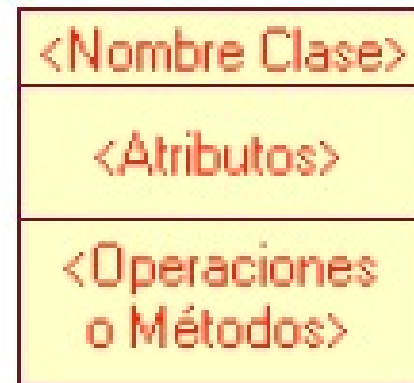 <Nombre Clase>
<Atributos>
<Operaciones
o Métodos>